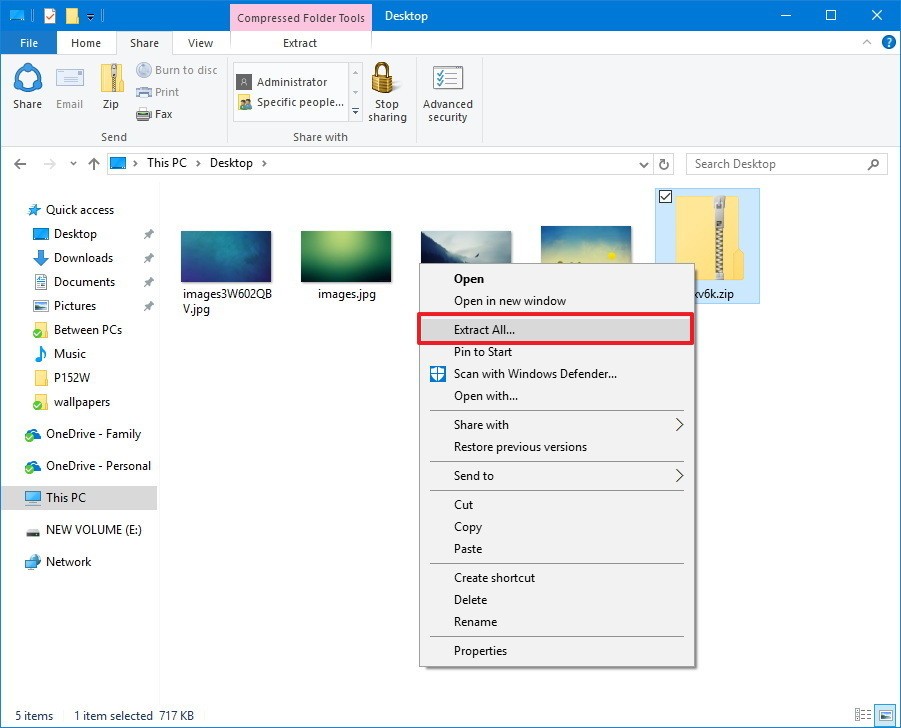 Compressed Folder Tools
Desktop
File
Home
Share
View
Extract
Share
Email
Zip
Burn to disc
Print
Fax
Send
Administrator
Specific people...
Share with
Stop
sharing
Advanced
security
This PC
Desktop
Search Desktop
Quick access
Desktop
Downloads
Documents
Pictures
Between PCs
Music
P152W
wallpapers
OneDrive - Family
OneDrive - Personal
This PC
NEW VOLUME (E:)
Network
images3W602QB
V.jpg
images.jpg
xv6k.zip
Open
Open in new window
Extract All...
Pin to Start
Scan with Windows Defender...
Open with...
Share with
Restore previous versions
Send to
Cut
Copy
Paste
Create shortcut
Delete
Rename
Properties
5 items
1 item selected 717 KB